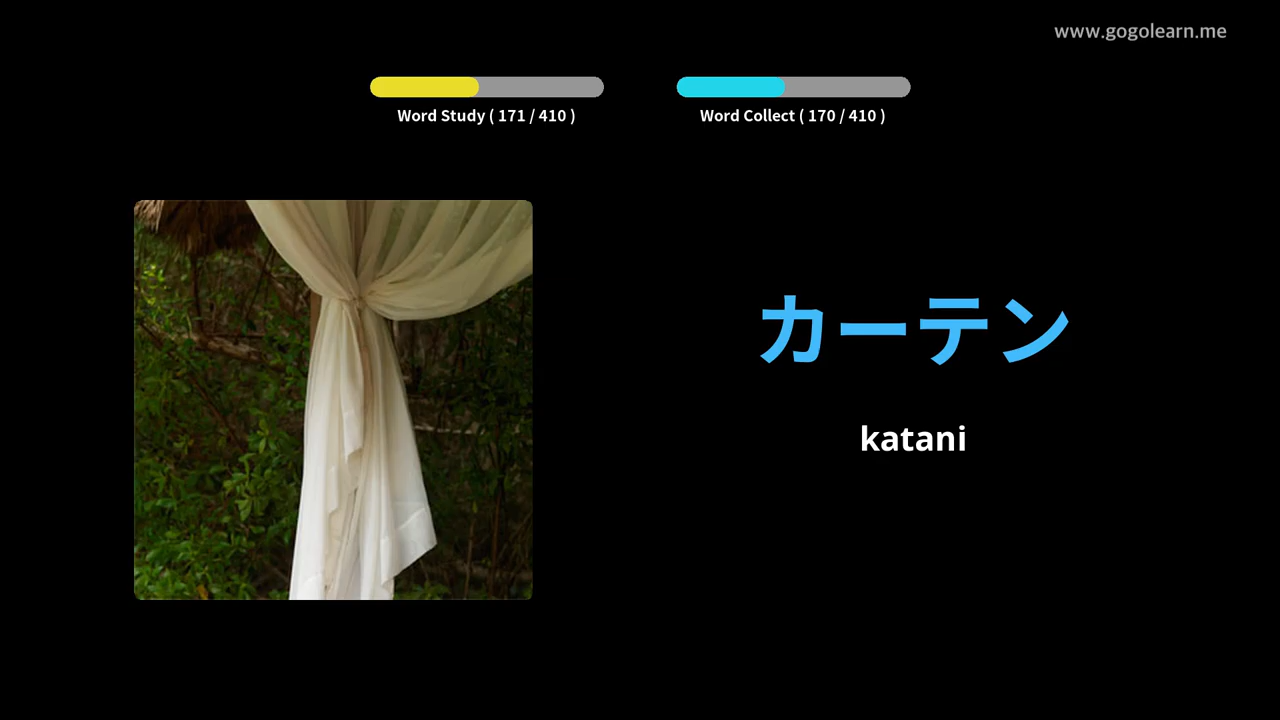 www.gogolearn.me
Word Study ( 171 / 410 )
Word Collect ( 170 / 410 )
カーテン
katani